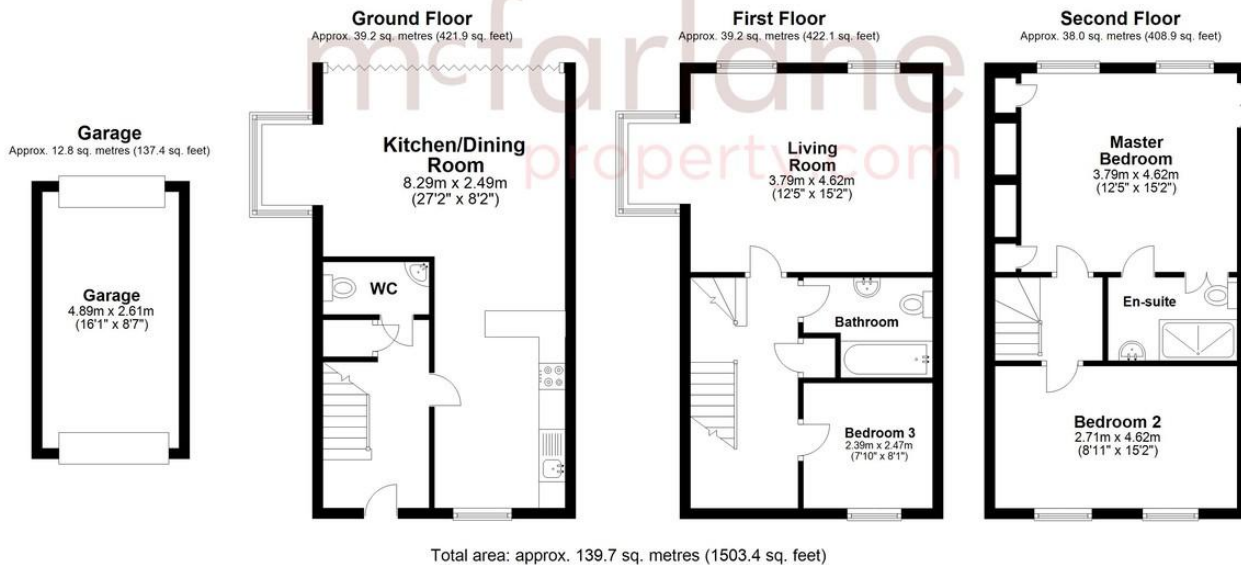 mcfarlane
property.com
Garage
Approx. 12.8 sq. metres (137.4 sq. feet)
Garage
4.89m x 2.61m
(16'1" x 8'7")
Ground Floor
Approx. 39.2 sq. metres (421.9 sq. feet)
Kitchen/Dining
Room
8.29m x 2.49m
(27'2" x 8'2")
WC
First Floor
Approx. 39.2 sq. metres (422.1 sq. feet)
Living
Room
3.79m x 4.62m
(12'5" x 15'2")
Bathroom
Bedroom 3
2.39m x 2.47m
(7'10" x 8'1")
Second Floor
Approx. 38.0 sq. metres (408.9 sq. feet)
Master
Bedroom
3.79m x 4.62m
(12'5" x 15'2")
En-suite
Bedroom 2
2.71m x 4.62m
(8'11" x 15'2")
Total area: approx. 139.7 sq. metres (1503.4 sq. feet)